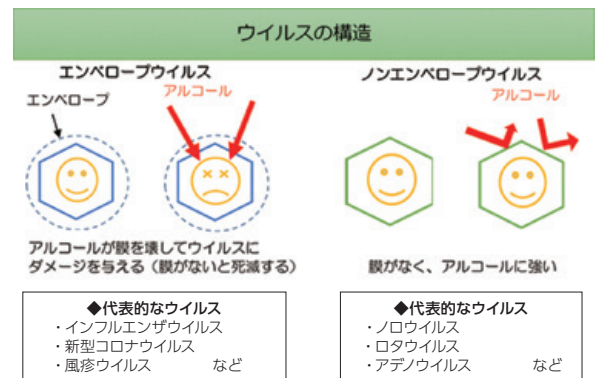 ウイルスの構造
エンベロープウイルス
アルコール
エンベロープ
アルコールが膜を壊してウイルスに
ダメージを与える（膜がないと死滅する）
◆代表的なウイルス
・インフルエンザウイルス
・新型コロナウイルス
・風疹ウイルス　など
ノンエンベロープウイルス
アルコール
膜がなく、アルコールに強い
◆代表的なウイルス
・ノロウイルス
・ロタウイルス
・アデノウイルス　など